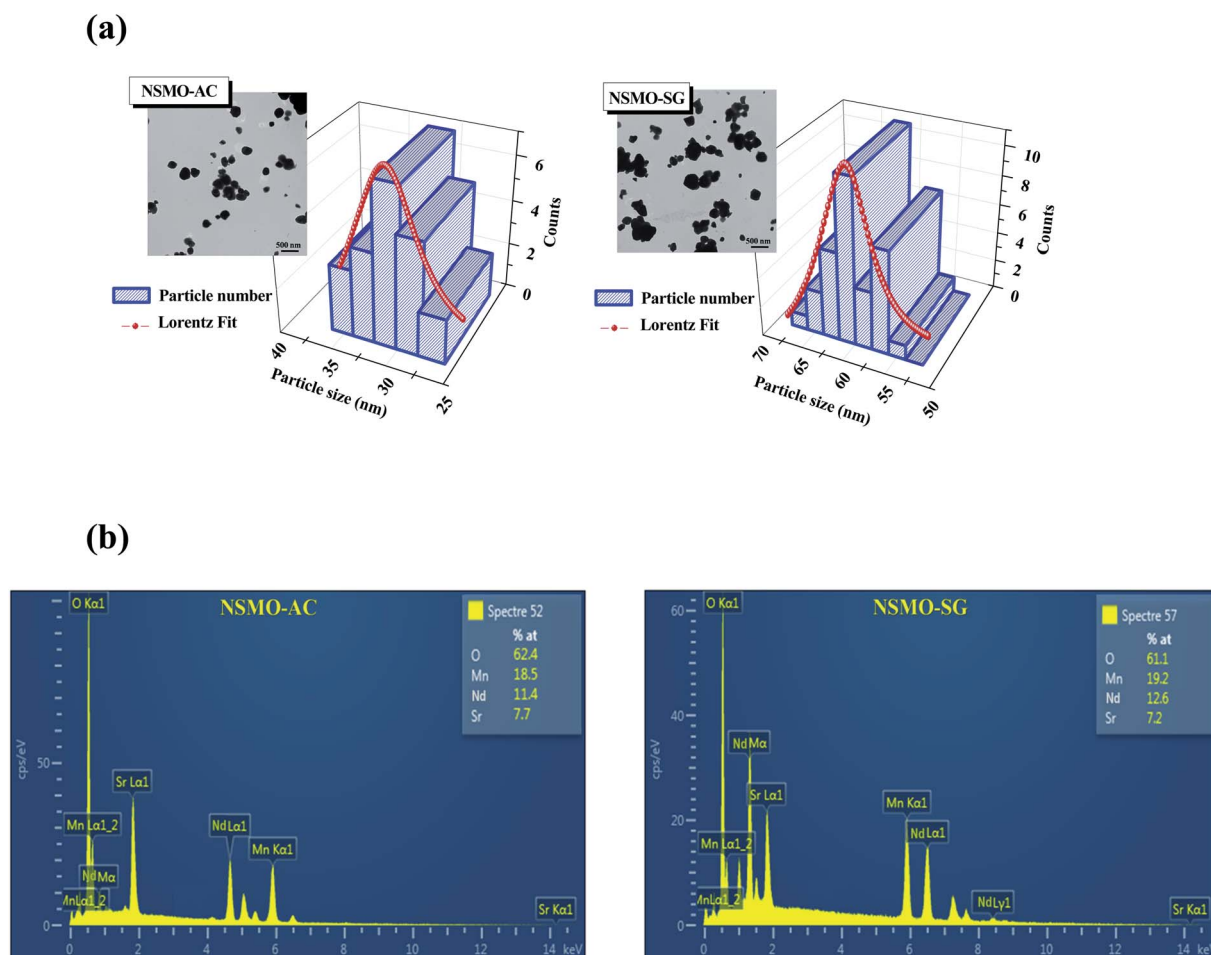 (a)
NSMO-AC
500 nm
Particle number
Lorentz Fit
6
4
2
0
Counts
40
35
30
25
Particle size (nm)
NSMO-SG
500 nm
Particle number
Lorentz Fit
10
8
6
4
2
0
Counts
70
65
60
55
50
Particle size (nm)
(b)
NSMO-AC
O Kα1
Spectre 52
% at
O 62.4
Mn 18.5
Nd 11.4
Sr 7.7
cps/eV
50
0
Sr Lα1
Mn Lα1_2
Nd Mα
MnLα1_2
Nd Lα1
Mn Kα1
Sr Kα1
0 2 4 6 8 10 12 14 keV
NSMO-SG
O Kα1
Spectre 57
% at
O 61.1
Mn 19.2
Nd 12.6
Sr 7.2
cps/eV
60
40
20
0
Nd Mα
Sr Lα1
Mn Lα1_2
MnLα1_2
Mn Kα1
Nd Lα1
Nd Lγ1
Sr Kα1
0 2 4 6 8 10 12 14 keV